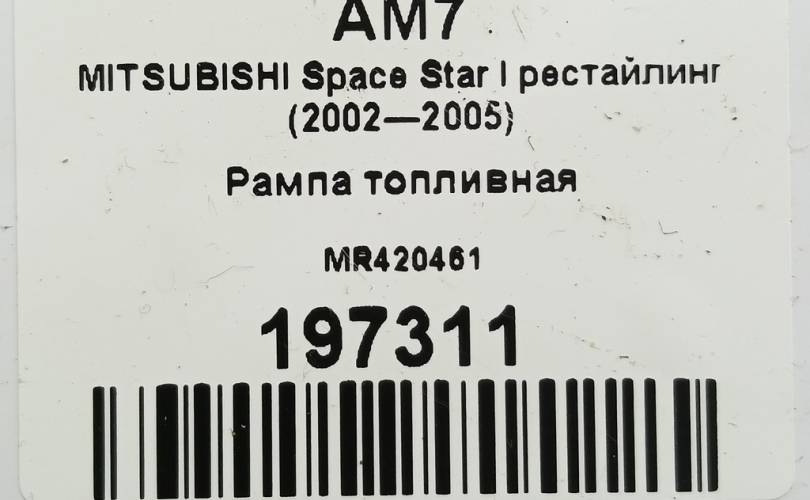 AM7
MITSUBISHI Space Star I рестайлинг
(2002—2005)
Рампа топливная
MR420461
197311